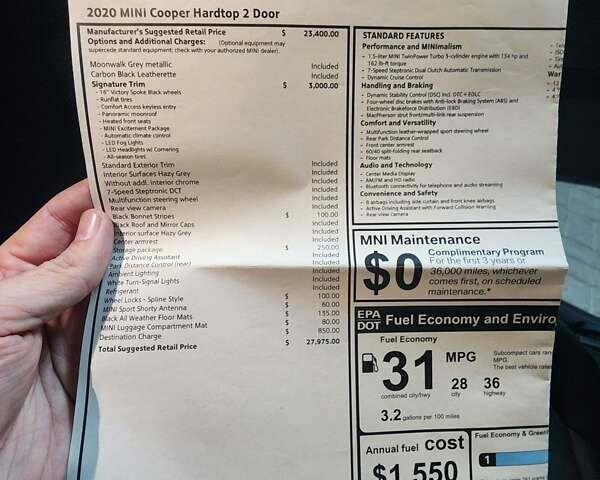 2020 MINI Cooper Hardtop 2 Door
Manufacturer's Suggested Retail Price $ 23,400.00
Options and Additional Charges: (Optional equipment may
supercede standard equipment; check with your authorized MINI dealer).
Moonwalk Grey metallic Included
Carbon Black Leatherette Included
Signature Trim $ 3,000.00
- 16" Victory Spoke Black wheels
- Runflat tires
- Comfort Access keyless entry
- Panoramic moonroof
- Heated front seats
- MINI Excitement Package
- Automatic climate control
- LED Fog Lights
- LED Headlights w/ Cornering
- All-season tires
Standard Exterior Trim Included
Interior Surfaces Hazy Grey Included
Without addl. interior chrome Included
7-Speed Steptronic DCT Included
Multifunction steering wheel Included
Rear view camera Included
Black Bonnet Stripes $ 100.00
Black Roof and Mirror Caps Included
Interior surface Hazy Grey Included
Center armrest Included
Storage package $ 250.00
Active Driving Assistant Included
Park Distance Control (rear) Included
Ambient Lighting Included
White Turn-Signal Lights Included
Refrigerant Included
Wheel Locks - Spline Style $ 100.00
MINI Sport Shorty Antenna $ 60.00
Black All Weather Floor Mats $ 135.00
MINI Luggage Compartment Mat $ 80.00
Destination Charge $ 850.00
Total Suggested Retail Price $ 27,975.00
STANDARD FEATURES
Performance and MINImalism
- 1.5-liter MINI TwinPower Turbo 3-cylinder engine with 134 hp and
162 lb-ft torque
- 7-Speed Steptronic Dual Clutch Automatic Transmission
- Dynamic Cruise Control
Handling and Braking
- Dynamic Stability Control (DSC) incl. DTC + EDLC
- Four-wheel disc brakes with Anti-lock Braking System (ABS) and
Electronic Brakeforce Distribution (EBD)
- MacPherson strut front/multi-link rear suspension
Comfort and Versatility
- Multifunction leather-wrapped sport steering wheel
- Rear Park Distance Control
- Front center armrest
- 60/40 split-folding rear seatback
- Floor mats
Audio and Technology
- Center Media Display
- AM/FM and HD radio
- Bluetooth connectivity for telephone and audio streaming
Convenience and Safety
- 8 airbags including side curtain and front knee airbags
- Active Driving Assistant with Forward Collision Warning
- Rear view camera
MNI Maintenance
$0 Complimentary Program
For the first 3 years or
36,000 miles, whichever
comes first, on scheduled
maintenance.*
EPA
DOT Fuel Economy and Enviro
Fuel Economy
31 MPG
combined city/hwy
28 city
36 highway
3.2 gallons per 100 miles
Subcompact cars ran
MPG.
The best vehicle rates
Annual fuel cost
$1,550
Fuel Economy & Green
1